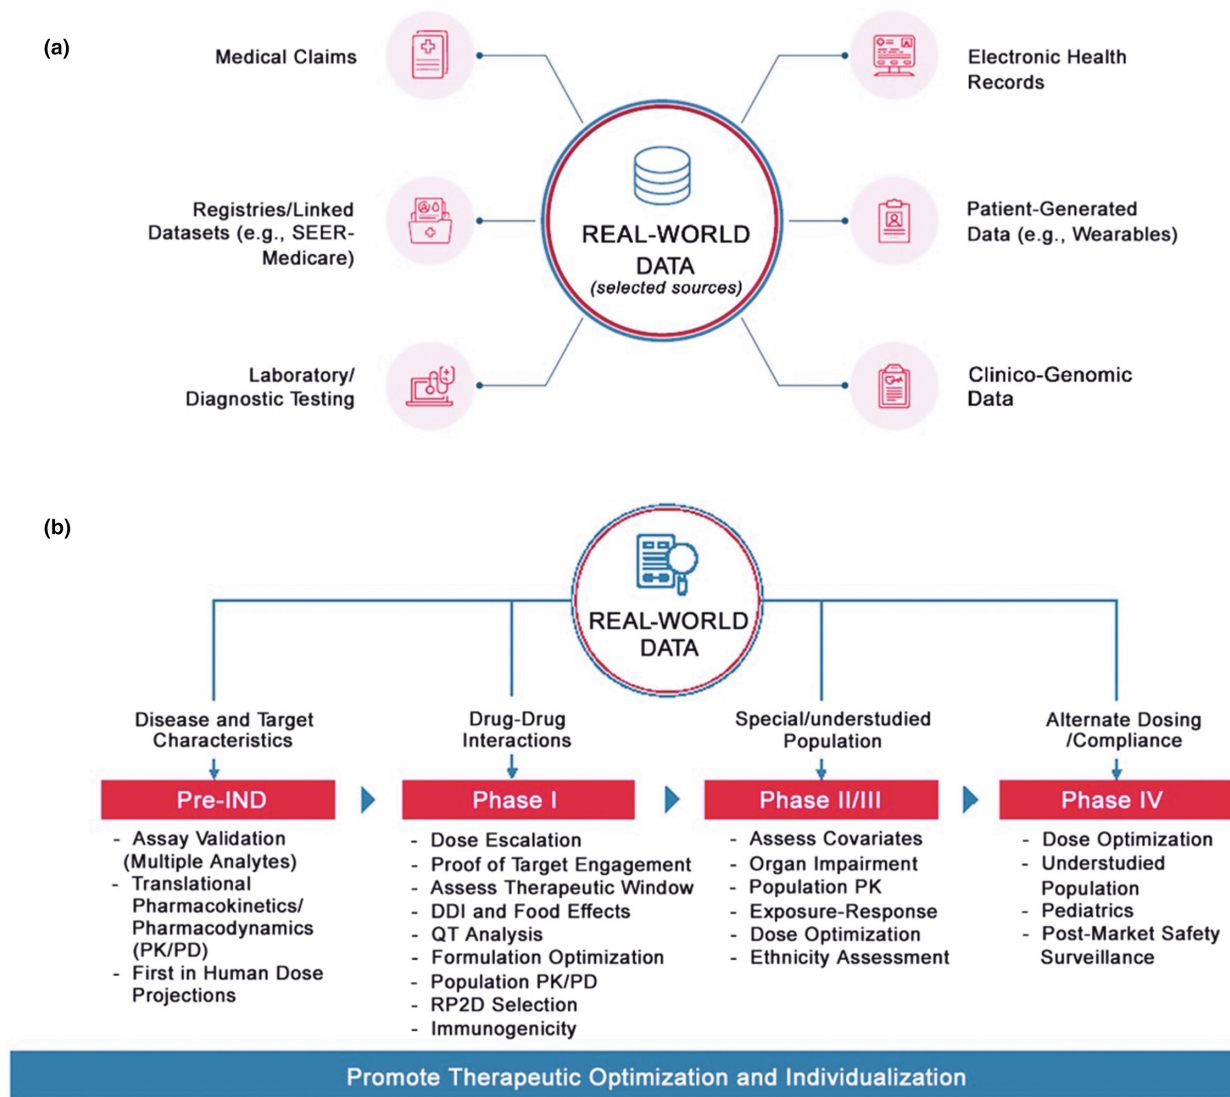 (a)
Medical Claims
Registries/Linked
Datasets (e.g., SEER-
Medicare)
Laboratory/
Diagnostic Testing
REAL-WORLD
DATA
(selected sources)
Electronic Health
Records
Patient-Generated
Data (e.g., Wearables)
Clinico-Genomic
Data
(b)
REAL-WORLD
DATA
Disease and Target
Characteristics
Pre-IND
- Assay Validation
(Multiple Analytes)
- Translational
Pharmacokinetics/
Pharmacodynamics
(PK/PD)
- First in Human Dose
Projections
Drug-Drug
Interactions
Phase I
- Dose Escalation
- Proof of Target Engagement
- Assess Therapeutic Window
- DDI and Food Effects
- QT Analysis
- Formulation Optimization
- Population PK/PD
- RP2D Selection
- Immunogenicity
Special/understudied
Population
Phase II/III
- Assess Covariates
- Organ Impairment
- Population PK
- Exposure-Response
- Dose Optimization
- Ethnicity Assessment
Alternate Dosing
/Compliance
Phase IV
- Dose Optimization
- Understudied
Population
- Pediatrics
- Post-Market Safety
Surveillance
Promote Therapeutic Optimization and Individualization